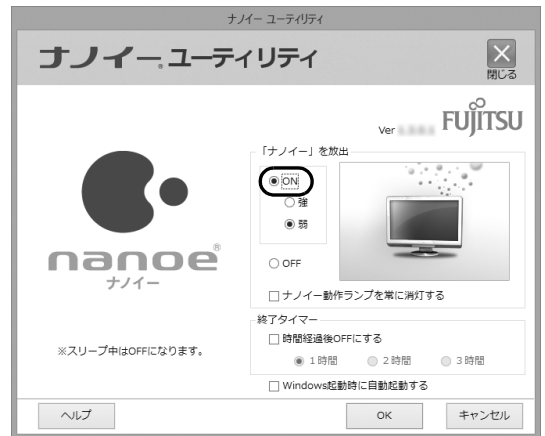 ナノイー ユーティリティ
ナノイー ユーティリティ
閉じる
Ver
FUJITSU
「ナノイー」を放出
ON
強
弱
OFF
ナノイー動作ランプを常に消灯する
nanoe®
ナノイー
終了タイマー
時間経過後OFFにする
1時間 2時間 3時間
※スリープ中はOFFになります。
Windows起動時に自動起動する
ヘルプ
OK
キャンセル